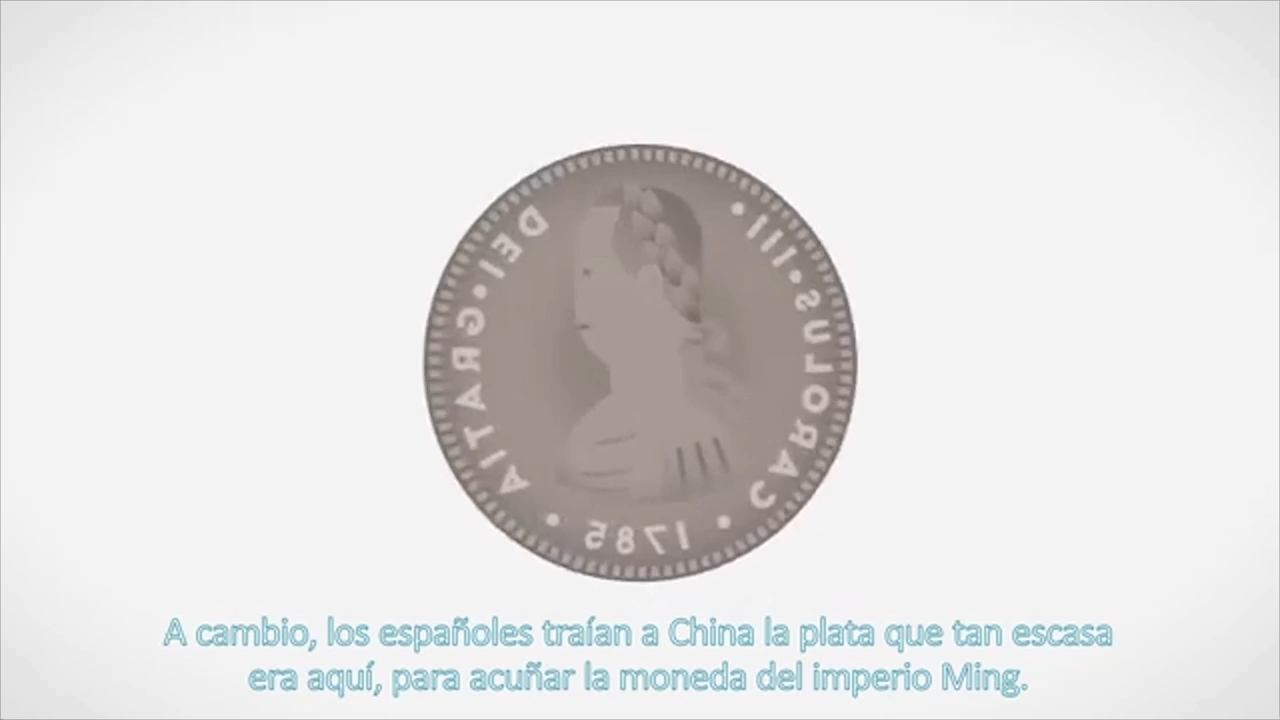 CAROLUS • III • DEI • GRATIA • 1785 •
A cambio, los españoles traían a China la plata que tan escasa
era aquí, para acuñar la moneda del imperio Ming.